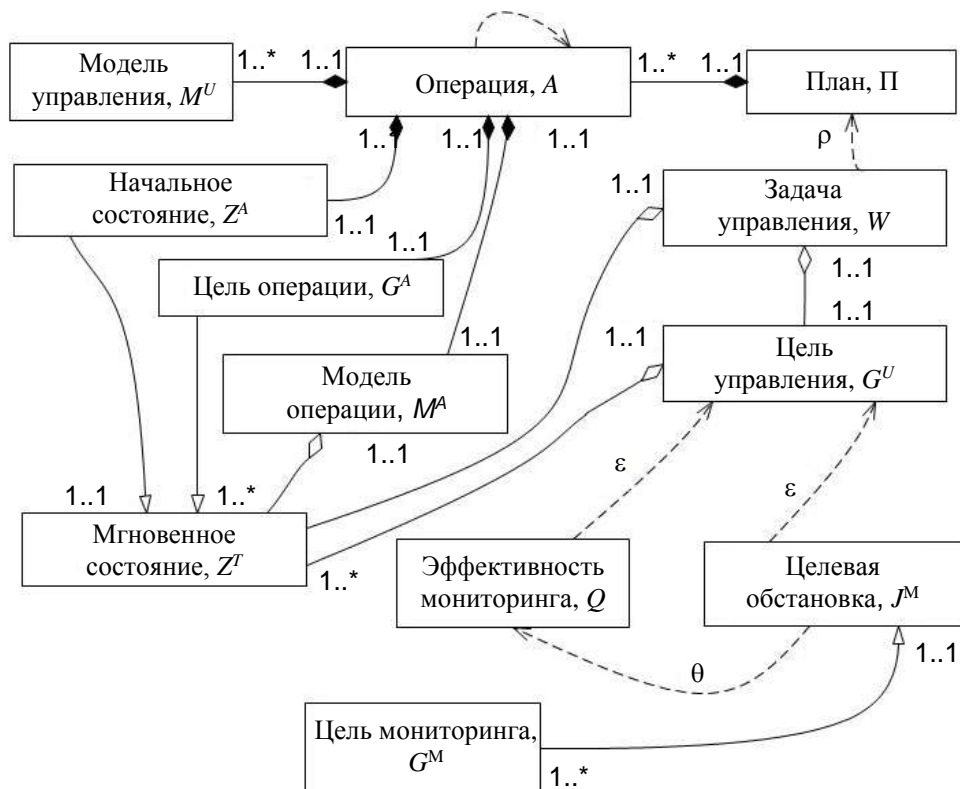 Модель
управления, M^U
1..*
1..1
Операция, A
1..*
1..1
План, П
1..1
1..1
1..1
ρ
Начальное
состояние, Z^A
1..1
1..1
Задача
управления, W
1..1
1..1
Цель операции, G^A
1..1
1..1
1..1
Цель
управления, G^U
Модель
операции, M^A
1..1
ε
ε
1..1
1..*
Мгновенное
состояние, Z^T
1..*
Эффективность
мониторинга, Q
Целевая
обстановка, J^M
1..1
θ
Цель мониторинга,
G^M
1..*